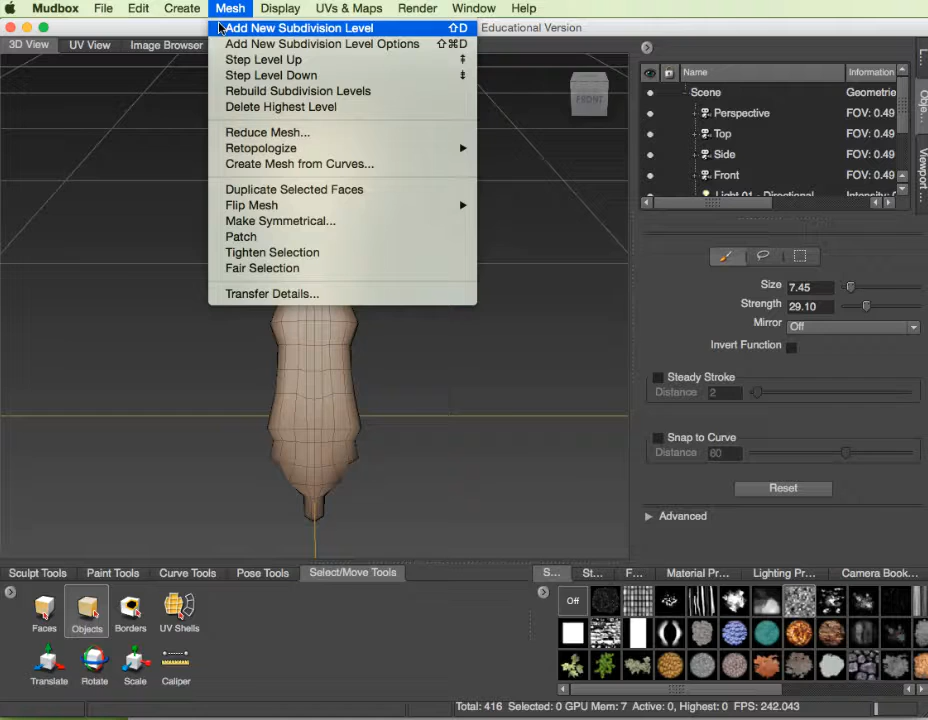 Mudbox File Edit Create Mesh Display UVs & Maps Render Window Help
Educational Version
3D View UV View Image Browser
Add New Subdivision Level ⇧D
Add New Subdivision Level Options ⇧⌘D
Step Level Up
Step Level Down
Rebuild Subdivision Levels
Delete Highest Level
Reduce Mesh...
Retopologize
Create Mesh from Curves...
Duplicate Selected Faces
Flip Mesh
Make Symmetrical...
Patch
Tighten Selection
Fair Selection
Transfer Details...
FRONT
Name Information
Scene Geometrie
Perspective FOV: 0.49
Top FOV: 0.49
Side FOV: 0.49
Front FOV: 0.49
Light 01 - Directional Intensity:
L...
Obje...
Viewport...
Size 7.45
Strength 29.10
Mirror Off
Invert Function
Steady Stroke
Distance 2
Snap to Curve
Distance 60
Reset
Advanced
Sculpt Tools Paint Tools Curve Tools Pose Tools Select/Move Tools
Faces Objects Borders UV Shells
Translate Rotate Scale Caliper
S... St... F... Material Pr... Lighting Pr... Camera Book...
Off
Total: 416 Selected: 0 GPU Mem: 7 Active: 0, Highest: 0 FPS: 242.043